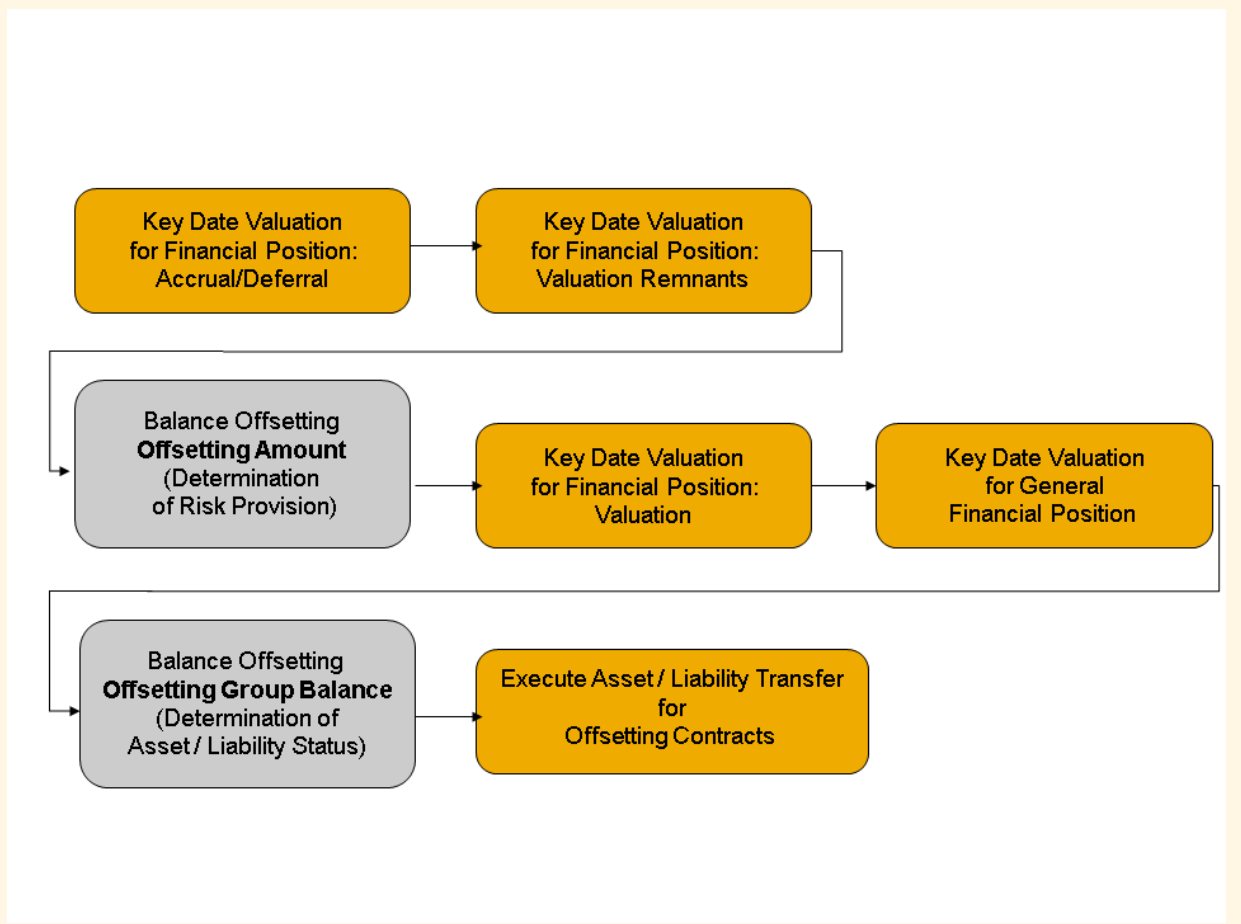 Key Date Valuation
for Financial Position:
Accrual/Deferral
Key Date Valuation
for Financial Position:
Valuation Remnants
Balance Offsetting
Offsetting Amount
(Determination
of Risk Provision)
Key Date Valuation
for Financial Position:
Valuation
Key Date Valuation
for General
Financial Position
Balance Offsetting
Offsetting Group Balance
(Determination of
Asset / Liability Status)
Execute Asset / Liability Transfer
for
Offsetting Contracts